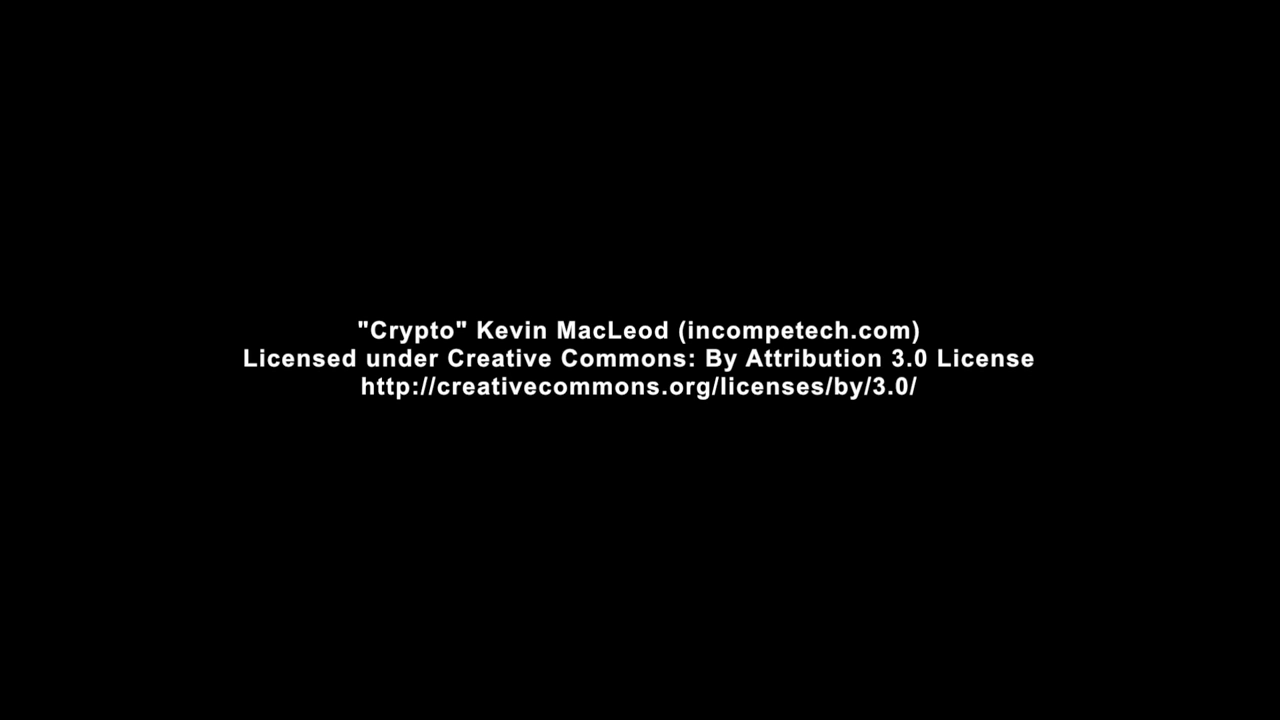 "Crypto" Kevin MacLeod (incompetech.com)
Licensed under Creative Commons: By Attribution 3.0 License
http://creativecommons.org/licenses/by/3.0/